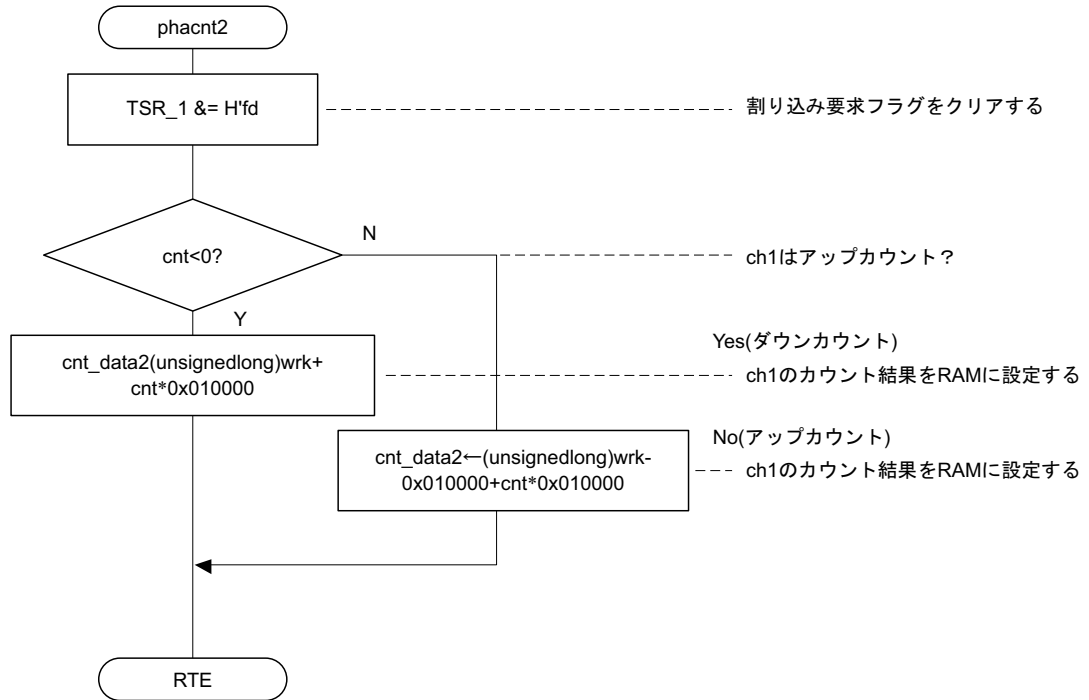 phacnt2
TSR_1 &= H'fd
割り込み要求フラグをクリアする
cnt<0?
N
ch1はアップカウント？
Y
cnt_data2(unsignedlong)wrk+
cnt*0x010000
Yes(ダウンカウント)
ch1のカウント結果をRAMに設定する
No(アップカウント)
cnt_data2←(unsignedlong)wrk-
0x010000+cnt*0x010000
ch1のカウント結果をRAMに設定する
RTE